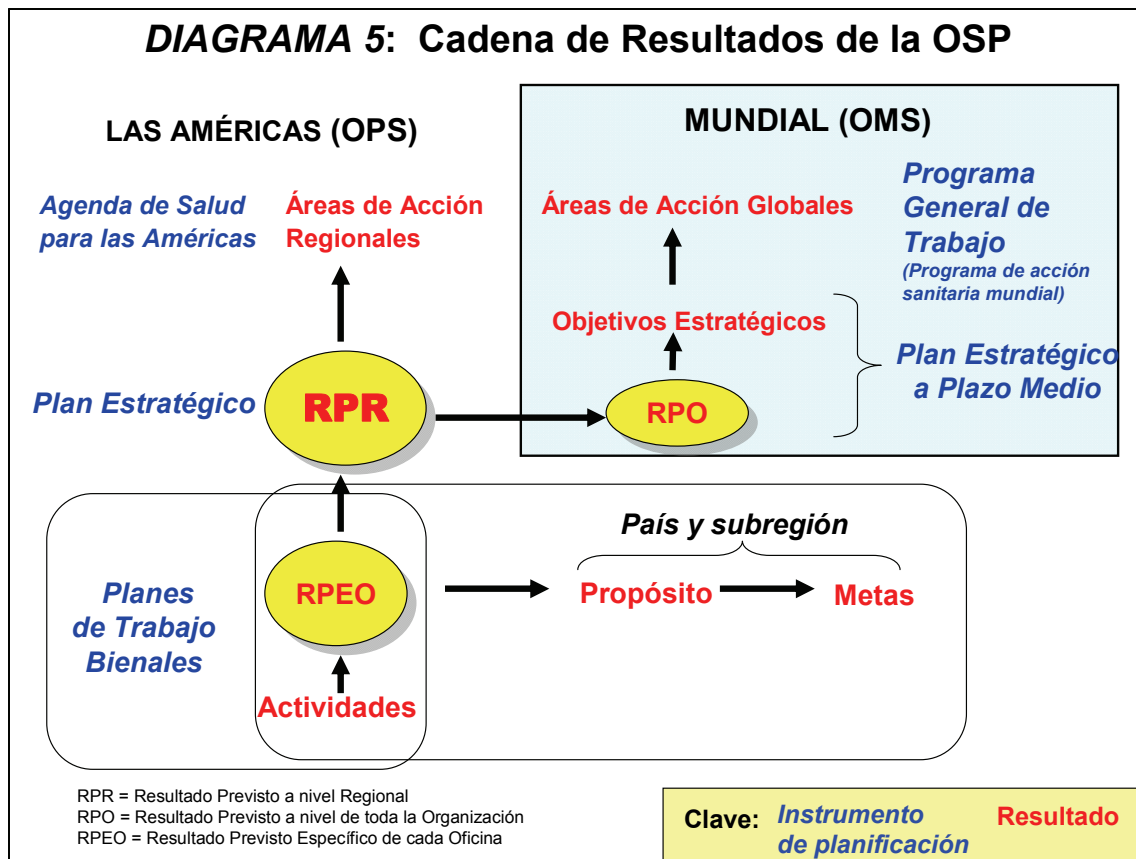 DIAGRAMA 5: Cadena de Resultados de la OSP
LAS AMÉRICAS (OPS)
MUNDIAL (OMS)
Agenda de Salud
para las Américas
Áreas de Acción
Regionales
Áreas de Acción Globales
Programa
General de
Trabajo
(Programa de acción
sanitaria mundial)
Objetivos Estratégicos
Plan Estratégico
a Plazo Medio
Plan Estratégico
RPR
RPO
País y subregión
Planes
de Trabajo
Bienales
RPEO
Propósito
Metas
Actividades
RPR = Resultado Previsto a nivel Regional
RPO = Resultado Previsto a nivel de toda la Organización
RPEO = Resultado Previsto Específico de cada Oficina
Clave: Instrumento Resultado
de planificación